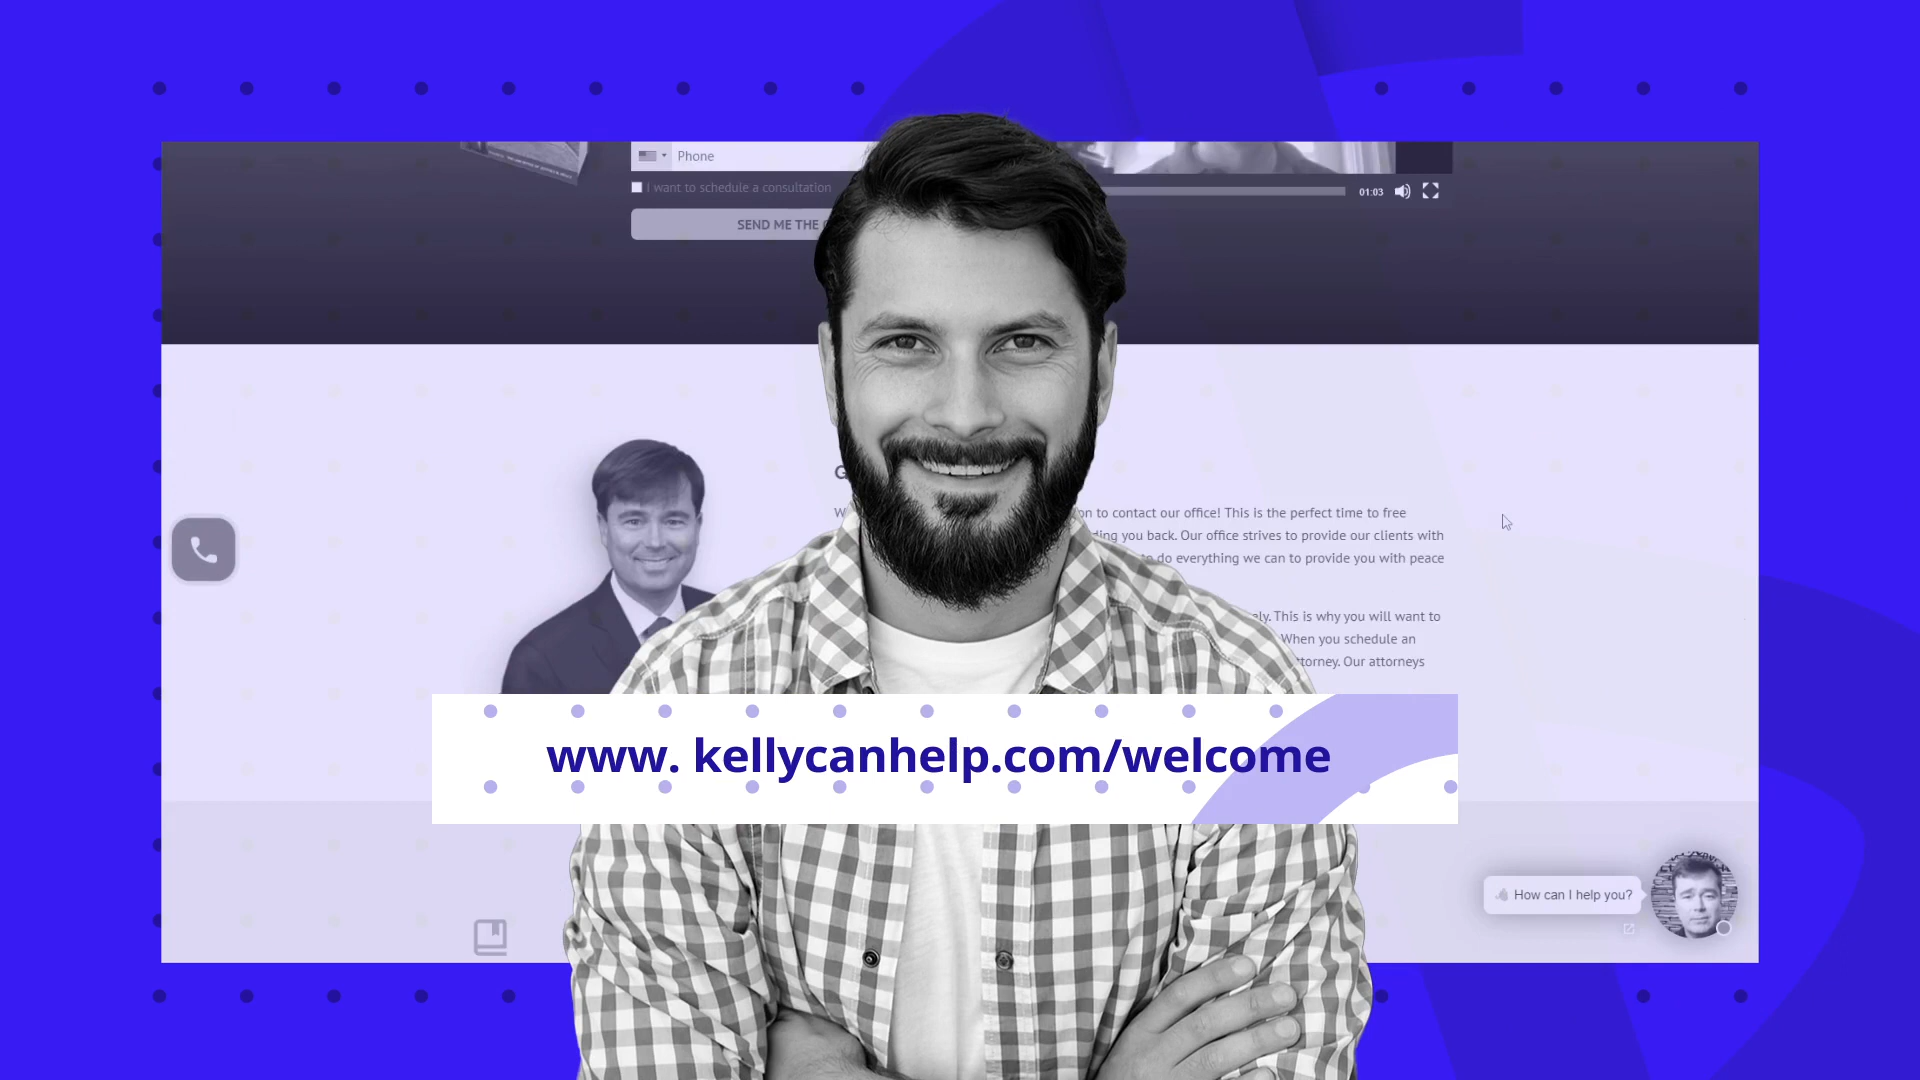 Phone
I want to schedule a consultation
SEND ME THE
01:03
on to contact our office! This is the perfect time to free
ding you back. Our office strives to provide our clients with
to do everything we can to provide you with peace
ely. This is why you will want to
When you schedule an
ttorney. Our attorneys
www. kellycanhelp.com/welcome
How can I help you?